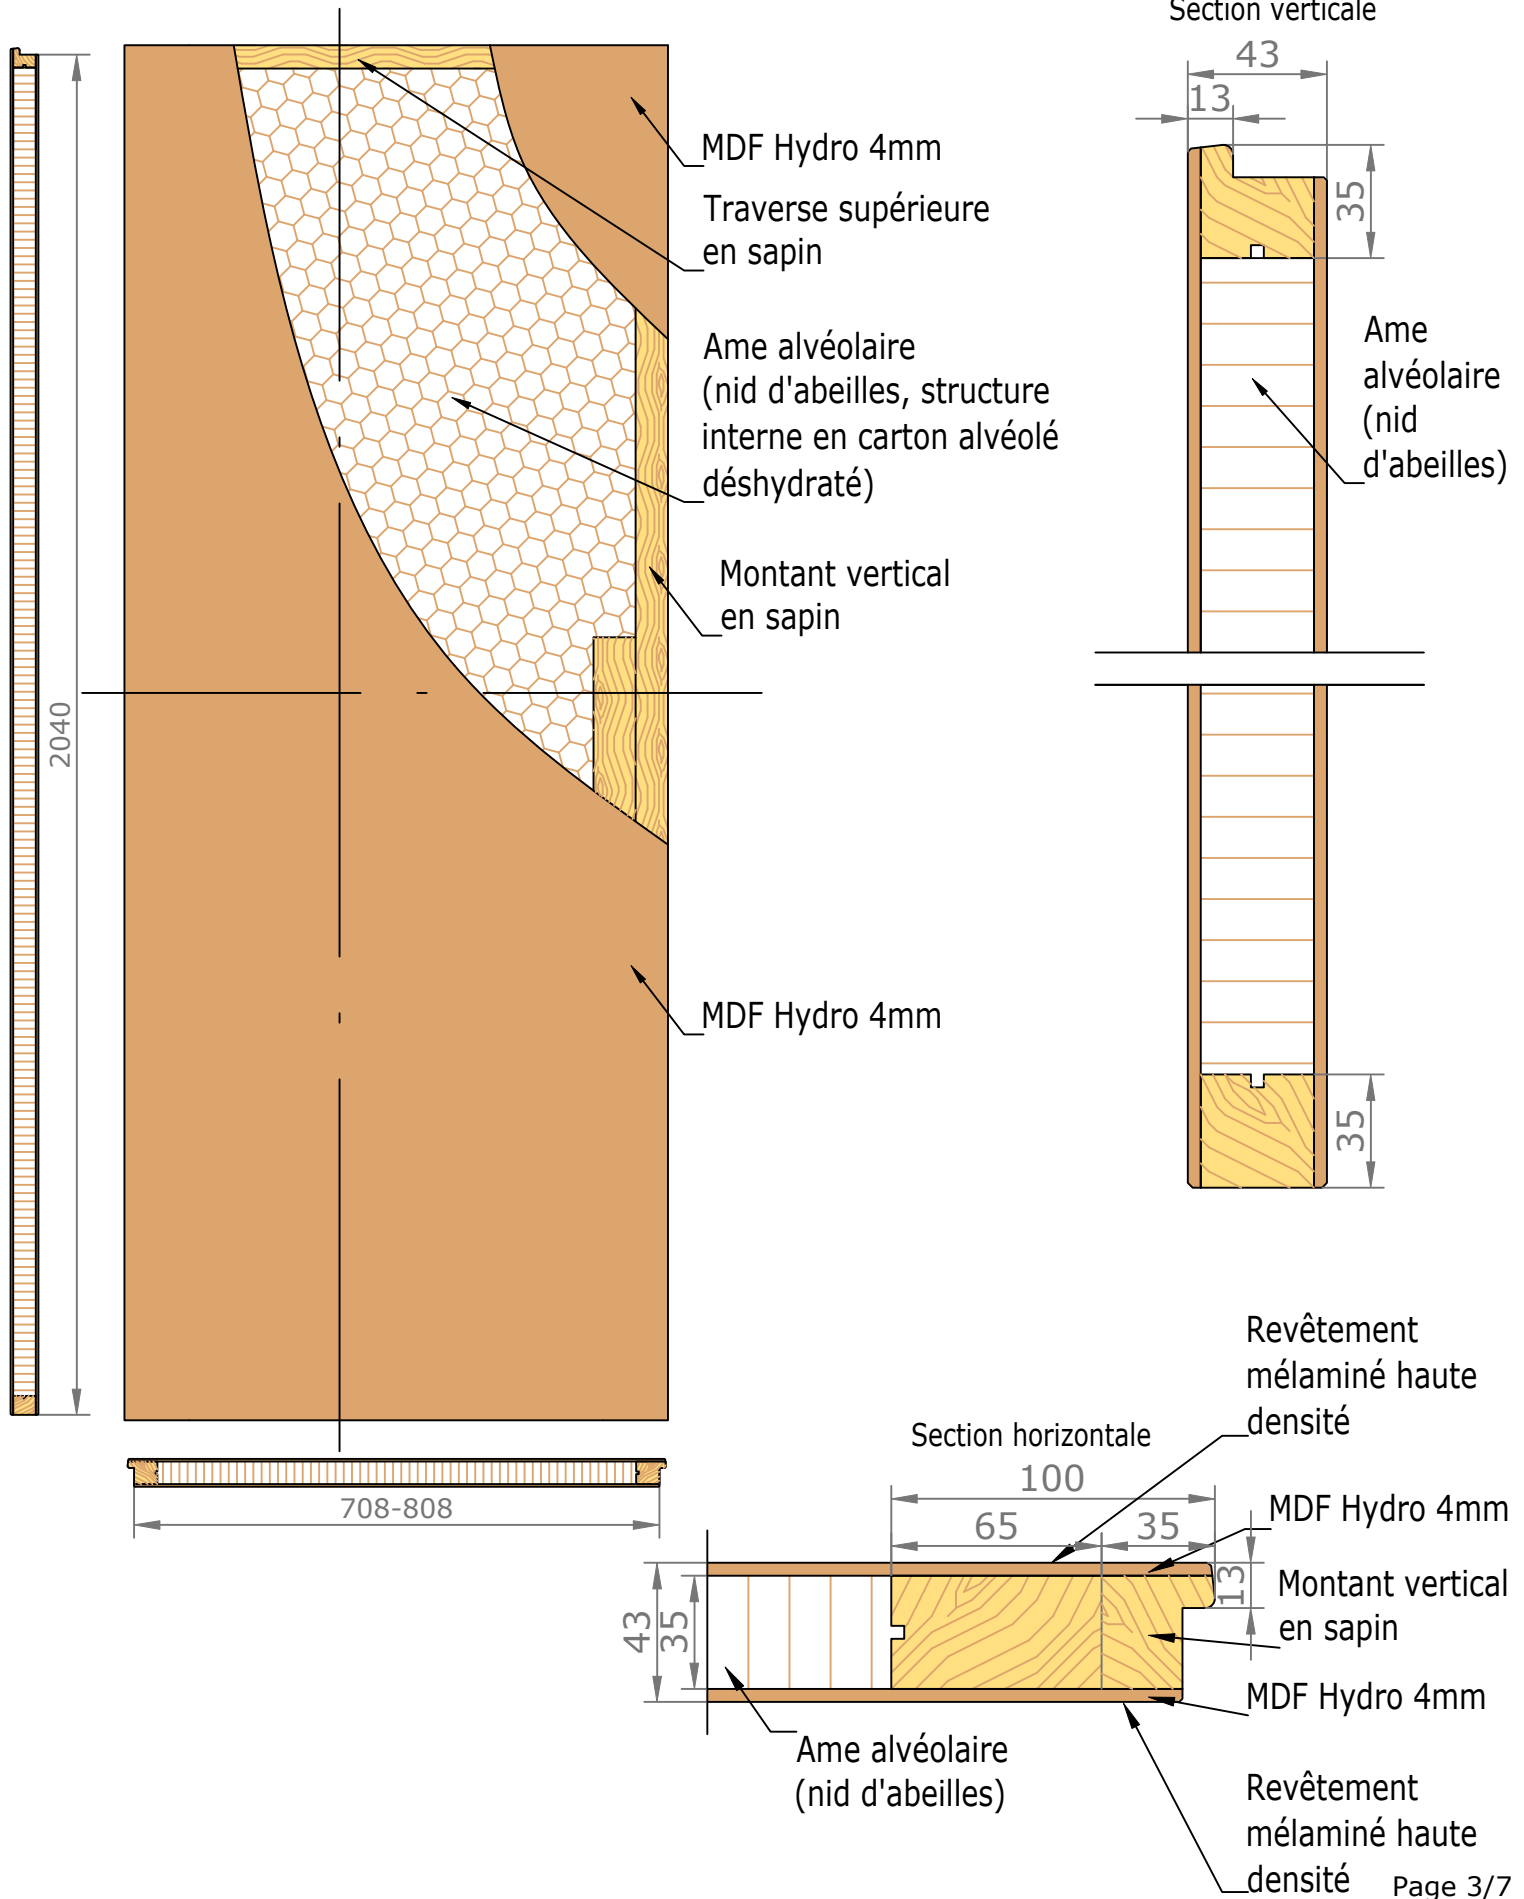 Section verticale
43
13
MDF Hydro 4mm
Traverse supérieure
en sapin
35
Ame alvéolaire
(nid d'abeilles, structure
interne en carton alvéolé
déshydraté)
Ame
alvéolaire
(nid
d'abeilles)
Montant vertical
en sapin
2040
MDF Hydro 4mm
35
708-808
Section horizontale
Revêtement
mélaminé haute
densité
100
65
35
MDF Hydro 4mm
13
Montant vertical
en sapin
43
35
MDF Hydro 4mm
Ame alvéolaire
(nid d'abeilles)
Revêtement
mélaminé haute
densité
Page 3/7